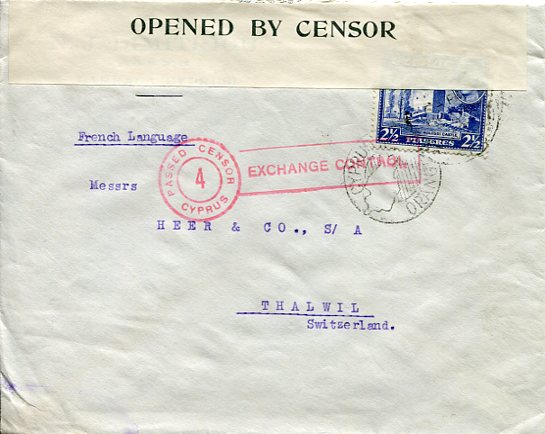 OPENED BY CENSOR
French Language
2½ PIASTRES 2½
PASSED CENSOR
4
CYPRUS
EXCHANGE CONTROL
Messrs
HEER & CO., S/A
THALWIL
Switzerland.